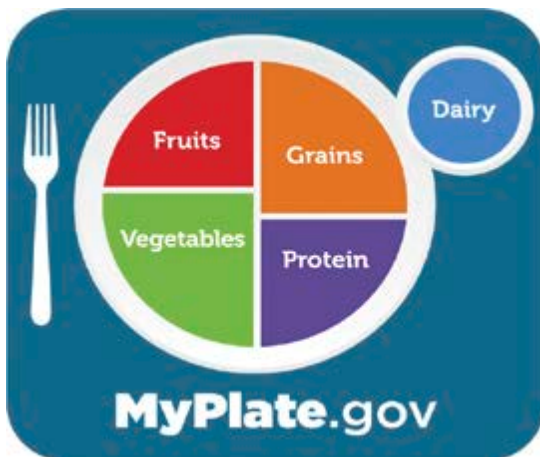 Dairy
Fruits
Grains
Vegetables
Protein
MyPlate.gov